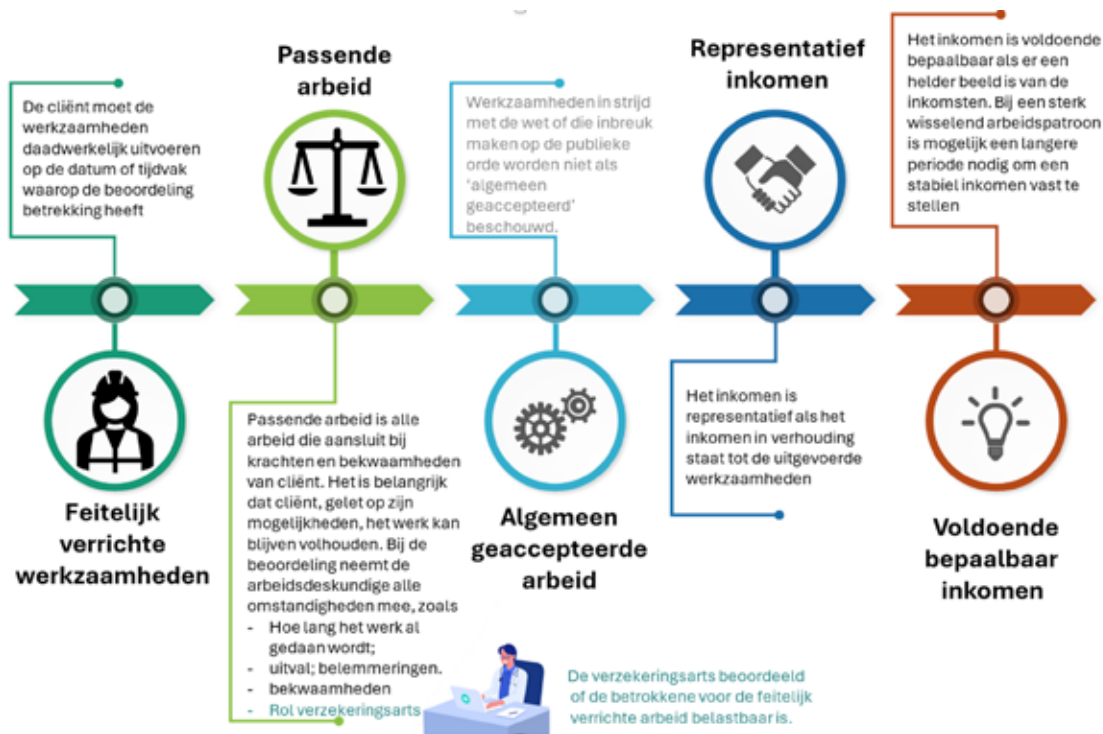 De cliënt moet de
werkzaamheden
daadwerkelijk uitvoeren
op de datum of tijdvak
waarop de beoordeling
betrekking heeft
Feitelijk
verrichte
werkzaamheden
Passende
arbeid
Passende arbeid is alle
arbeid die aansluit bij
krachten en bekwaamheden
van cliënt. Het is belangrijk
dat cliënt, gelet op zijn
mogelijkheden, het werk kan
blijven volhouden. Bij de
beoordeling neemt de
arbeidsdeskundige alle
omstandigheden mee, zoals
- Hoe lang het werk al
gedaan wordt;
- uitval; belemmeringen.
- bekwaamheden
- Rol verzekeringsarts
Werkzaamheden in strijd
met de wet of die inbreuk
maken op de publieke
orde worden niet als
'algemeen
geaccepteerd'
beschouwd.
Algemeen
geaccepteerde
arbeid
De verzekeringsarts beoordeeld
of de betrokkene voor de feitelijk
verrichte arbeid belastbaar is.
Representatief
inkomen
Het inkomen is
representatief als het
inkomen in verhouding
staat tot de uitgevoerde
werkzaamheden
Het inkomen is voldoende
bepaalbaar als er een
helder beeld is van de
inkomsten. Bij een sterk
wisselend arbeidspatroon
is mogelijk een langere
periode nodig om een
stabiel inkomen vast te
stellen
Voldoende
bepaalbaar
inkomen